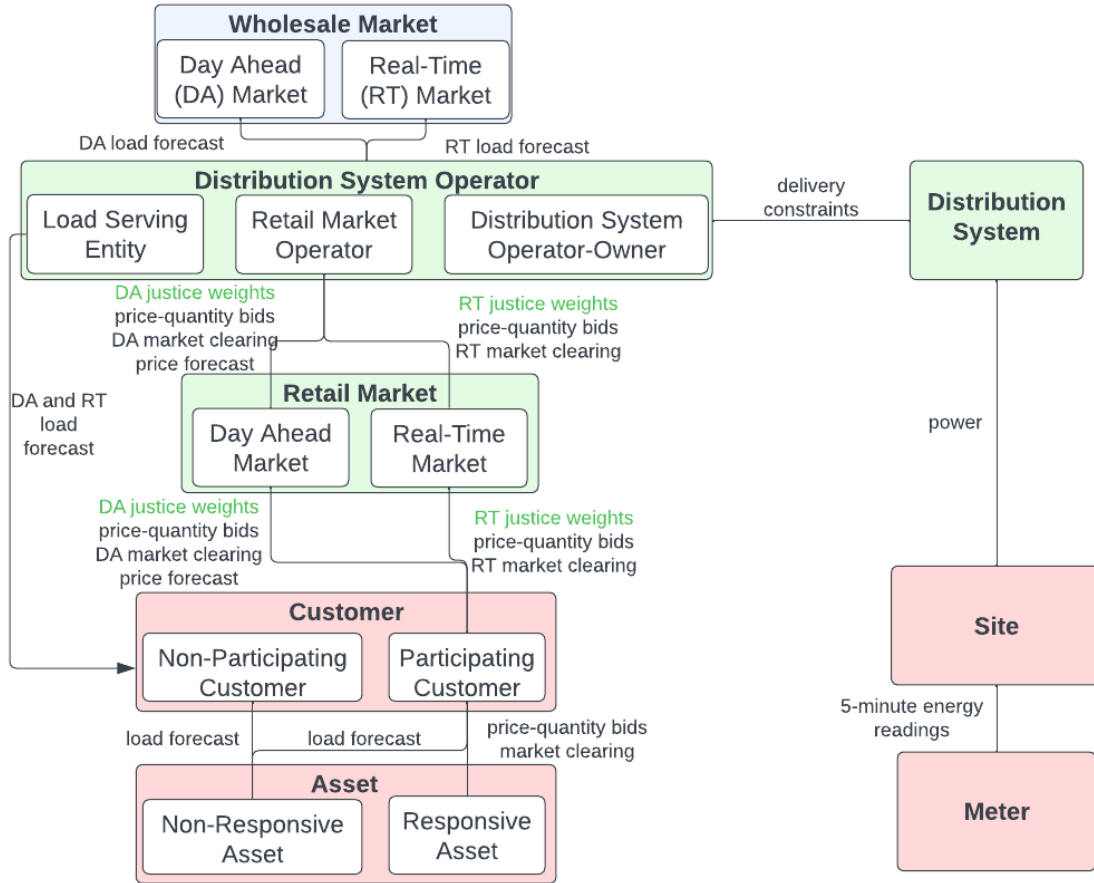 Wholesale Market
Day Ahead
(DA) Market
Real-Time
(RT) Market
DA load forecast
RT load forecast
Distribution System Operator
Load Serving
Entity
Retail Market
Operator
Distribution System
Operator-Owner
delivery
constraints
Distribution
System
DA justice weights
price-quantity bids
DA market clearing
price forecast
RT justice weights
price-quantity bids
RT market clearing
Retail Market
Day Ahead
Market
Real-Time
Market
DA and RT
load
forecast
power
DA justice weights
price-quantity bids
DA market clearing
price forecast
RT justice weights
price-quantity bids
RT market clearing
Customer
Non-Participating
Customer
Participating
Customer
Site
load forecast
load forecast
price-quantity bids
market clearing
5-minute energy
readings
Asset
Non-Responsive
Asset
Responsive
Asset
Meter